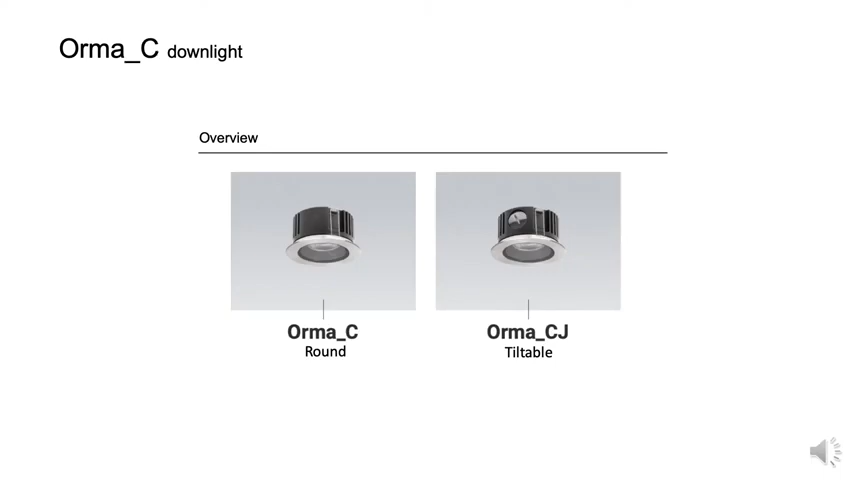 Orma_C downlight
Overview
Orma_C
Round
Orma_CJ
Tiltable